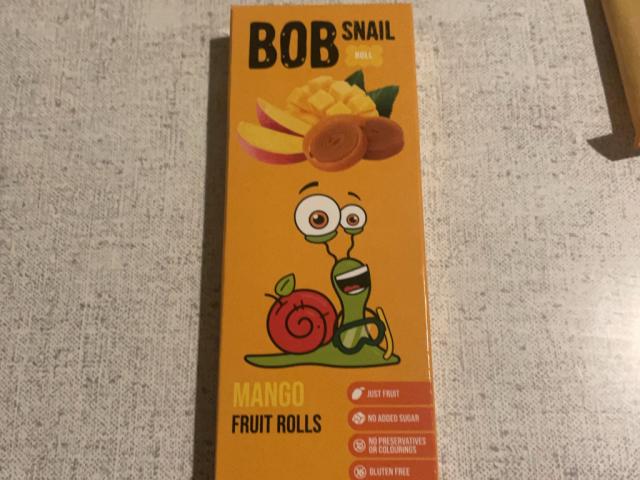 BOB SNAIL
ROLL
MANGO
FRUIT ROLLS
JUST FRUIT
NO ADDED SUGAR
NO PRESERVATIVES
OR COLOURINGS
GLUTEN FREE